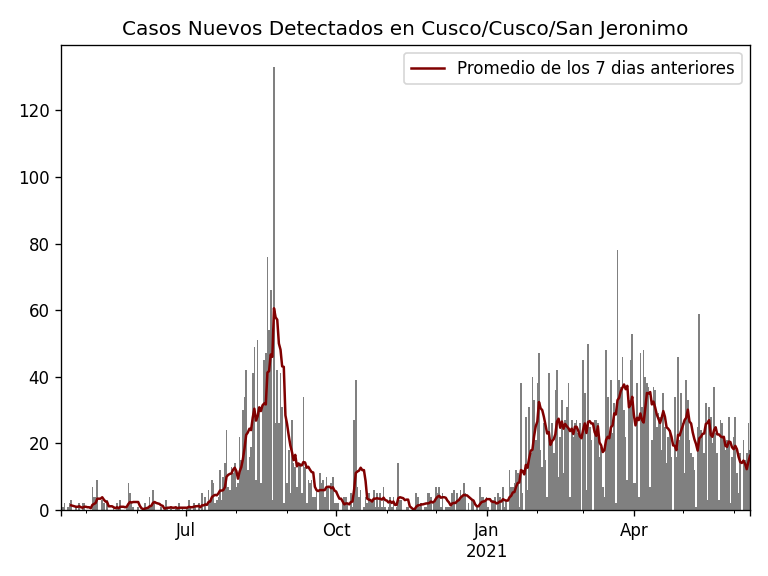 Casos Nuevos Detectados en Cusco/Cusco/San Jeronimo
Promedio de los 7 dias anteriores
120
100
80
60
40
20
0
Jul
Oct
Jan
2021
Apr